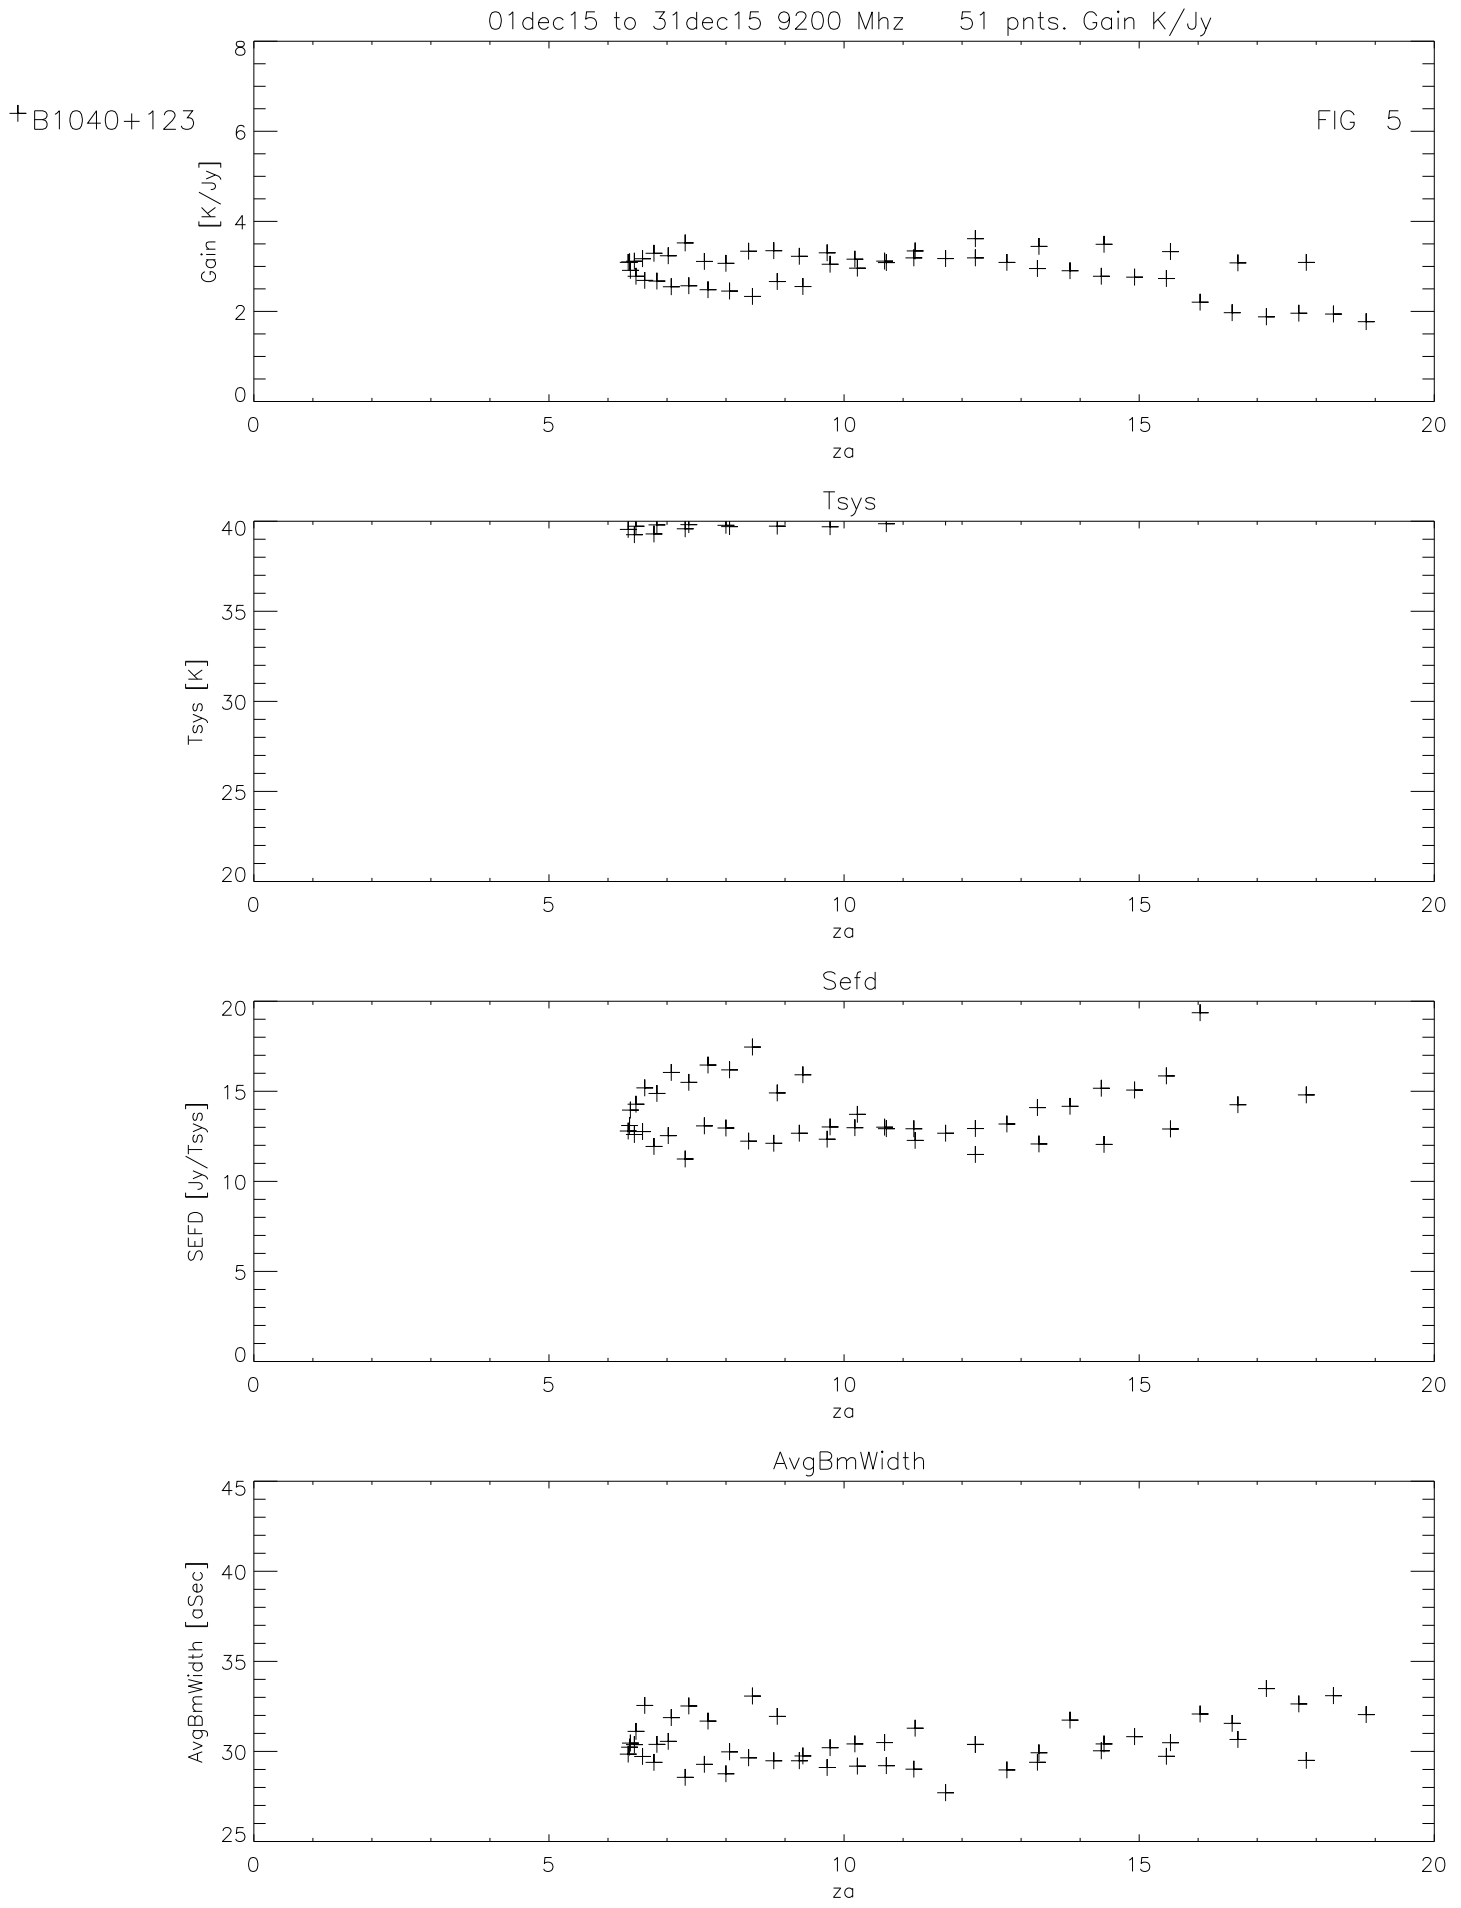 01dec15 to 31dec15 9200 Mhz 51 pnts. Gain K/Jy
+B1040+123
FIG 5
Gain [K/Jy]
8
6
4
2
0
0 5 10 15 20
za
Tsys
Tsys [K]
40
35
30
25
20
0 5 10 15 20
za
Sefd
SEFD [Jy/Tsys]
20
15
10
5
0
0 5 10 15 20
za
AvgBmWidth
AvgBmWidth [aSec]
45
40
35
30
25
0 5 10 15 20
za